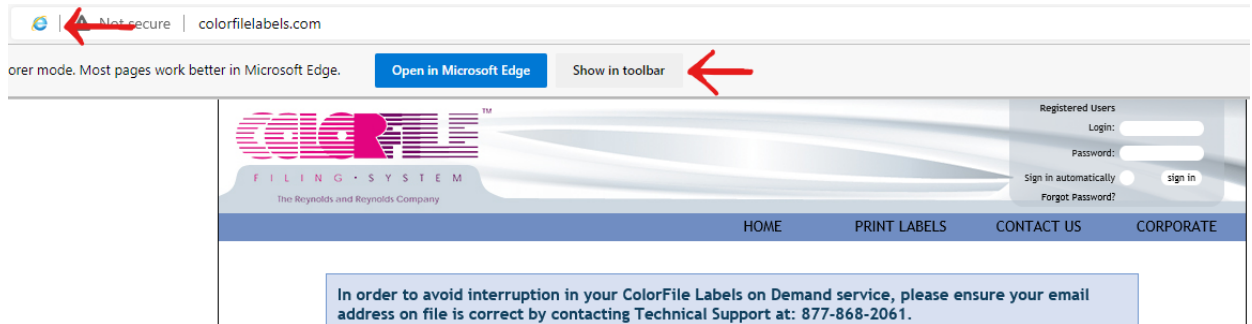 Not secure | colorfilelabels.com
orer mode. Most pages work better in Microsoft Edge. Open in Microsoft Edge Show in toolbar
COLORFILE™
FILING · SYSTEM
The Reynolds and Reynolds Company
Registered Users
Login:
Password:
Sign in automatically sign in
Forgot Password?
HOME PRINT LABELS CONTACT US CORPORATE
In order to avoid interruption in your ColorFile Labels on Demand service, please ensure your email
address on file is correct by contacting Technical Support at: 877-868-2061.